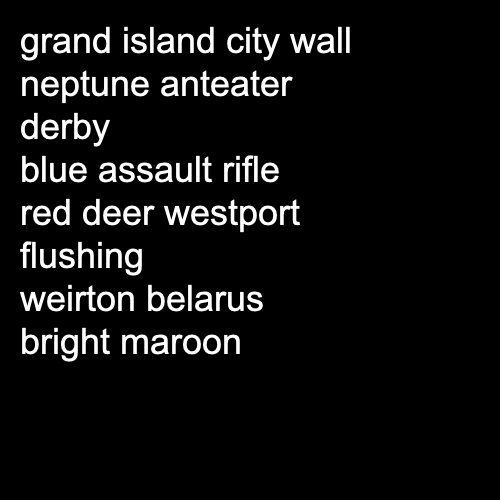 grand island city wall
neptune anteater
derby
blue assault rifle
red deer westport
flushing
weirton belarus
bright maroon